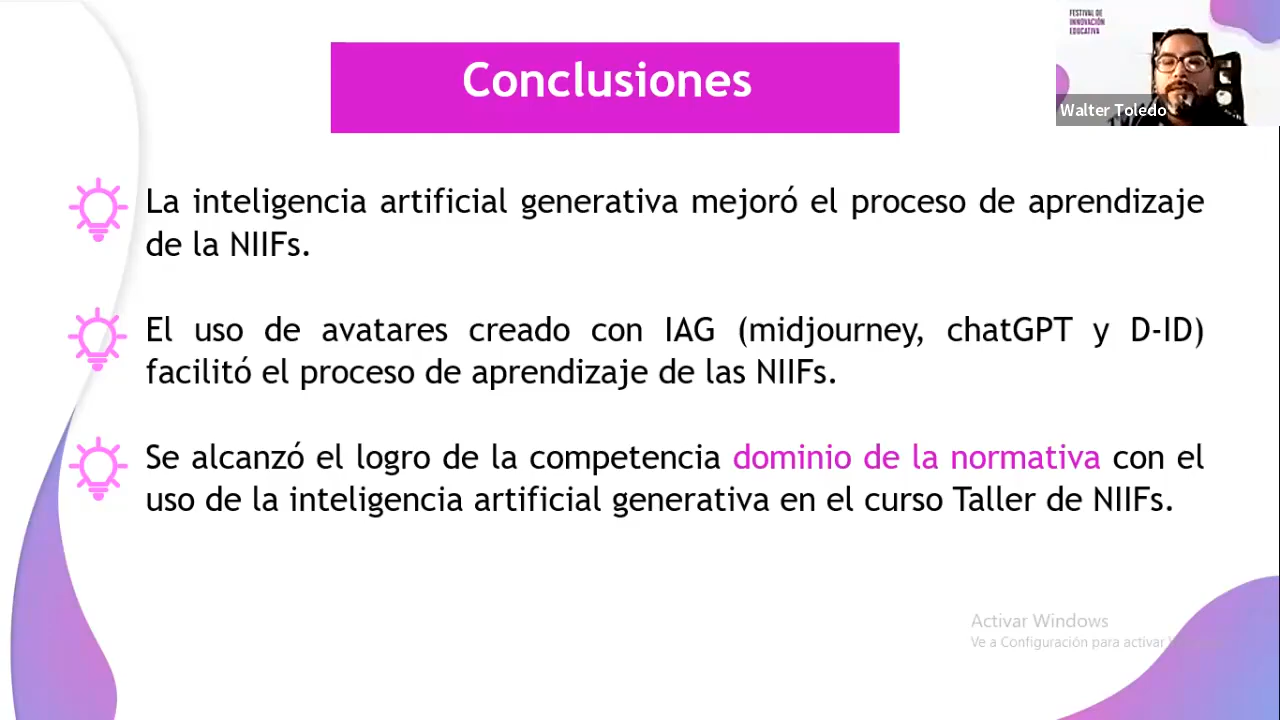 FESTIVAL DE
INNOVACIÓN
EDUCATIVA
Walter Toledo
Conclusiones
La inteligencia artificial generativa mejoró el proceso de aprendizaje
de la NIIFs.
El uso de avatares creado con IAG (midjourney, chatGPT y D-ID)
facilitó el proceso de aprendizaje de las NIIFs.
Se alcanzó el logro de la competencia dominio de la normativa con el
uso de la inteligencia artificial generativa en el curso Taller de NIIFs.
Activar Windows
Ve a Configuración para activar